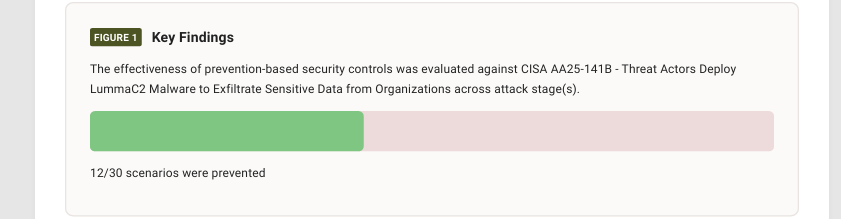 FIGURE 1 Key Findings
The effectiveness of prevention-based security controls was evaluated against CISA AA25-141B - Threat Actors Deploy
LummaC2 Malware to Exfiltrate Sensitive Data from Organizations across attack stage(s).
12/30 scenarios were prevented